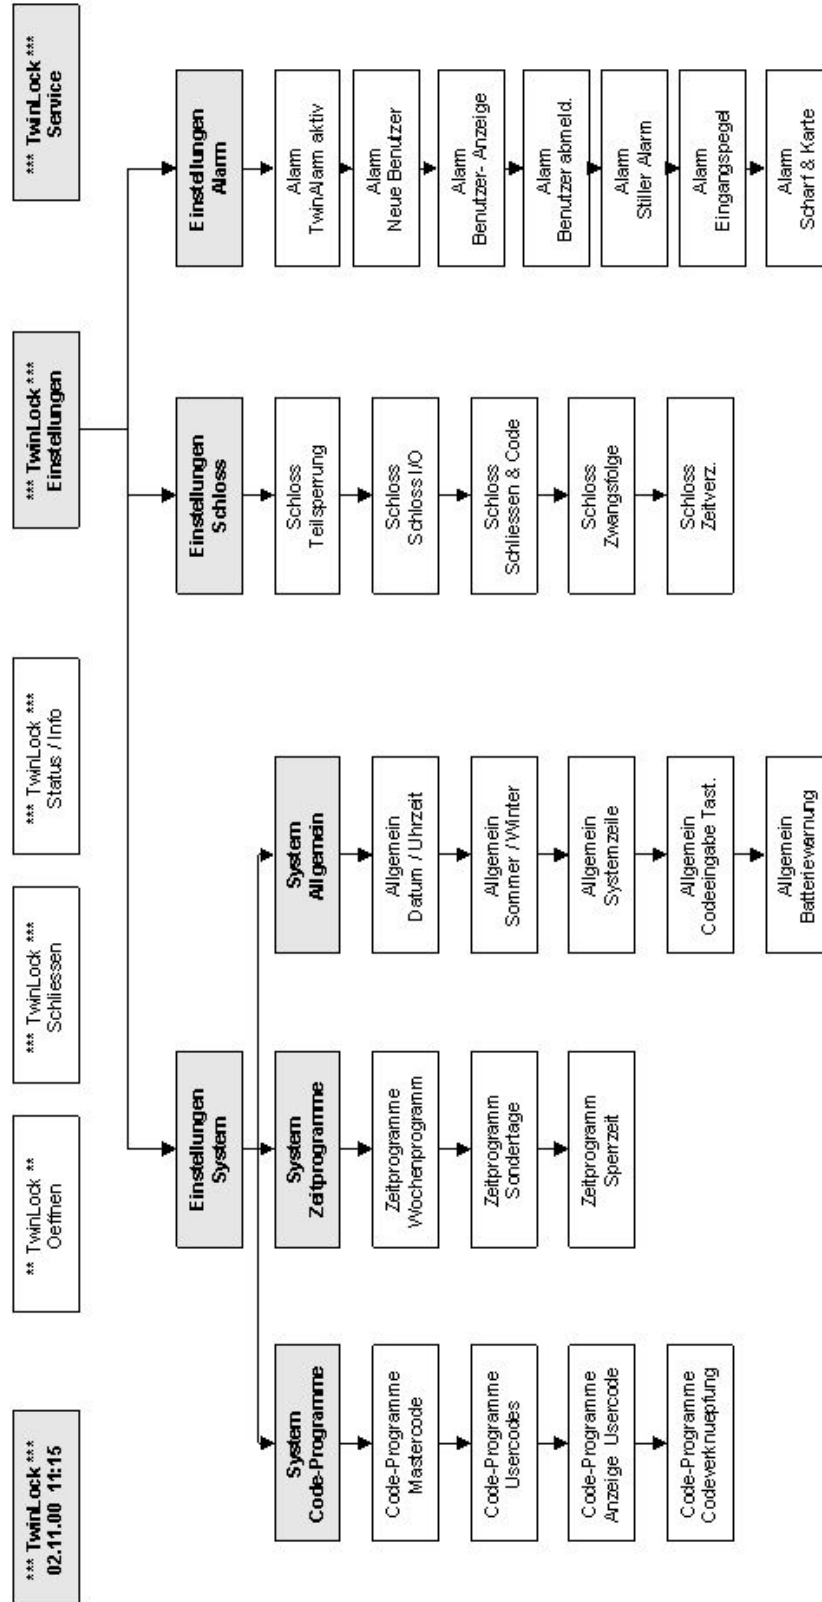 *** TwinLock ***
02.11.00 11:15
** TwinLock **
Oeffnen
*** TwinLock ***
Schliessen
*** TwinLock ***
Status / Info
*** TwinLock ***
Einstellungen
*** TwinLock ***
Service
Einstellungen
System
Einstellungen
Schloss
Einstellungen
Alarm
System
Code-Programme
Code-Programme
Mastercode
Code-Programme
Usercodes
Code-Programme
Anzeige Usercode
Code-Programme
Codeverknuepfung
System
Zeitprogramme
Zeitprogramme
Wochenprogramm
Zeitprogramm
Sondertage
Zeitprogramm
Sperrzeit
System
Allgemein
Allgemein
Datum / Uhrzeit
Allgemein
Sommer / Winter
Allgemein
Systemzeile
Allgemein
Codeeingabe Tast.
Allgemein
Batteriewarnung
Schloss
Teilsperrung
Schloss
Schloss I/O
Schloss
Schliessen & Code
Schloss
Zwangsfolge
Schloss
Zeitverz.
Alarm
TwinAlarm aktiv
Alarm
Neue Benutzer
Alarm
Benutzer- Anzeige
Alarm
Benutzer abmeld.
Alarm
Stiller Alarm
Alarm
Eingangspegel
Alarm
Scharf & Karte